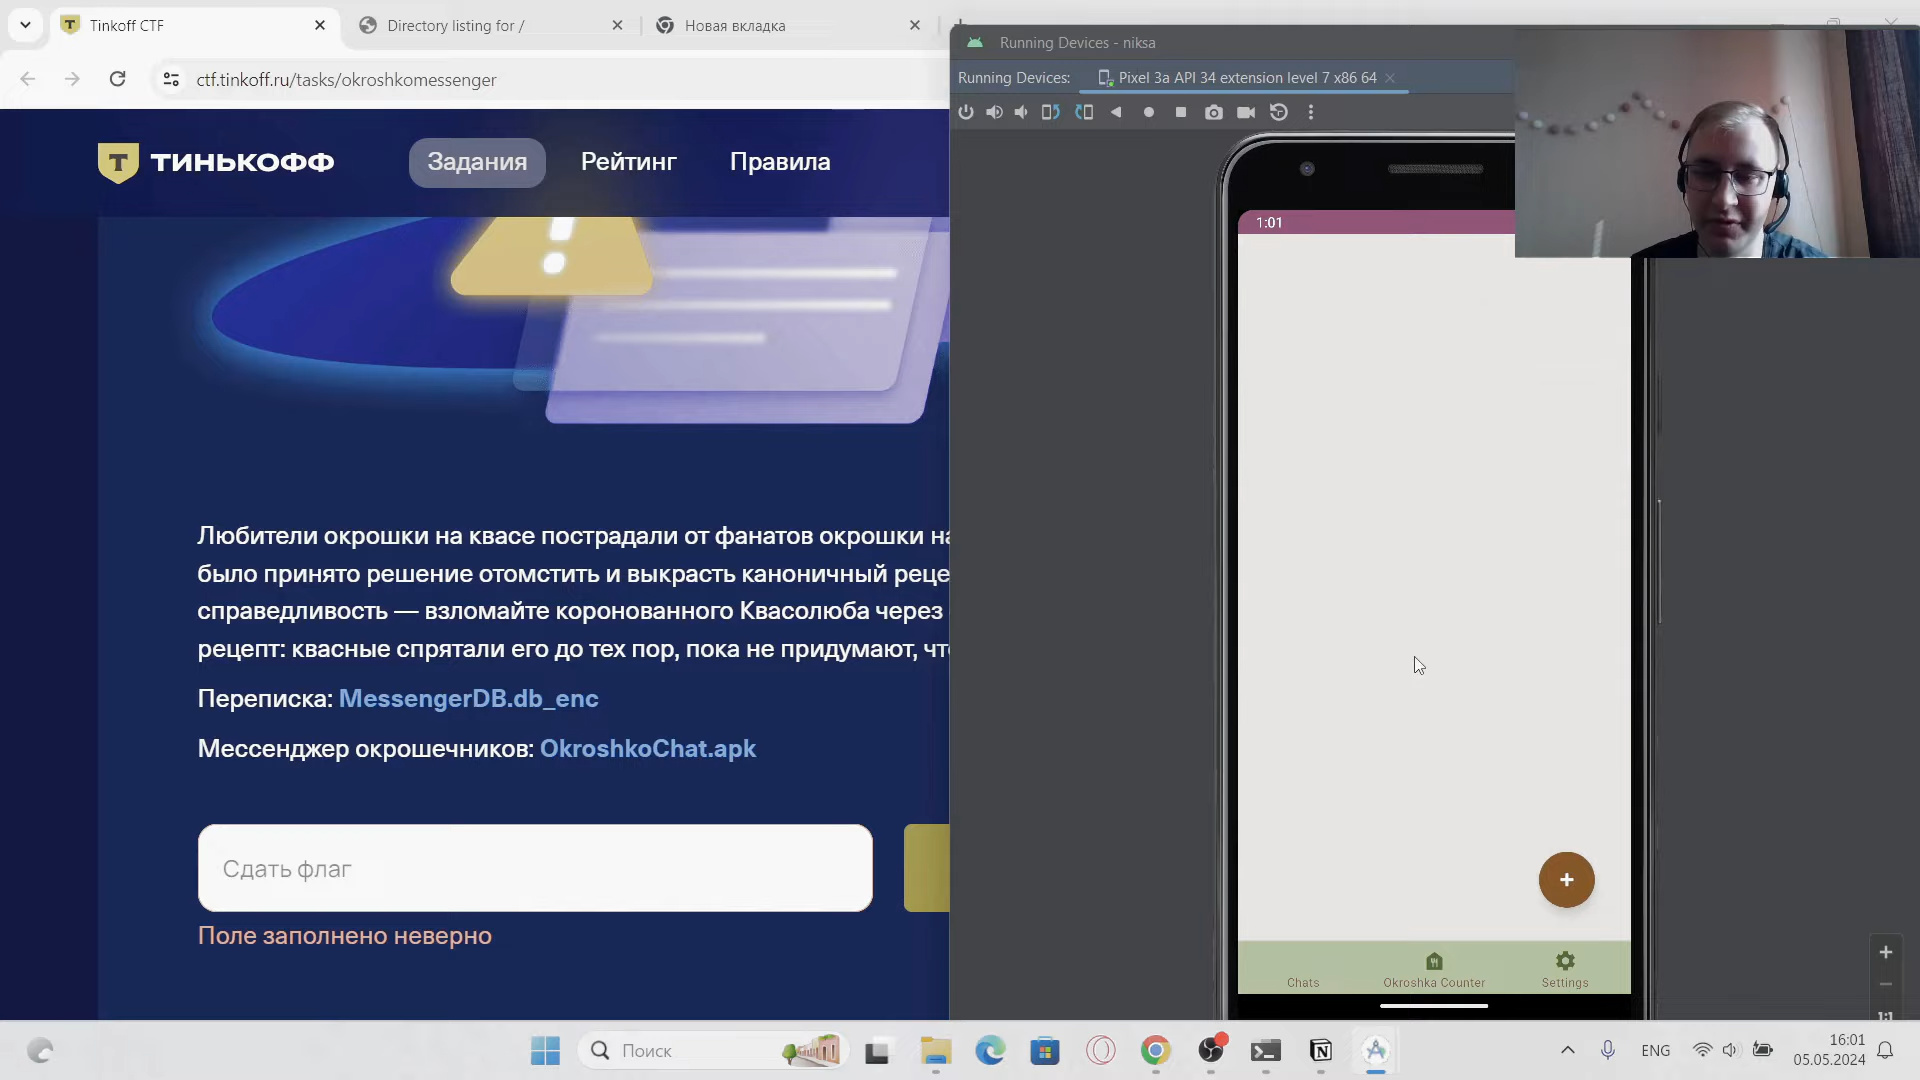 Tinkoff CTF
Directory listing for /
Новая вкладка
ctf.tinkoff.ru/tasks/okroshkomessenger
ТИНЬКОФФ
Задания
Рейтинг
Правила
Любители окрошки на квасе пострадали от фанатов окрошки на
было принято решение отомстить и выкрасть каноничный реце
справедливость — взломайте коронованного Квасолюба через
рецепт: квасные спрятали его до тех пор, пока не придумают, что
Переписка: MessengerDB.db_enc
Мессенджер окрошечников: OkroshkoChat.apk
Сдать флаг
Поле заполнено неверно
Running Devices - niksa
Running Devices:
Pixel 3a API 34 extension level 7 x86 64
1:01
+
Chats
Okroshka Counter
Settings
1:1
Поиск
ENG
16:01
05.05.2024